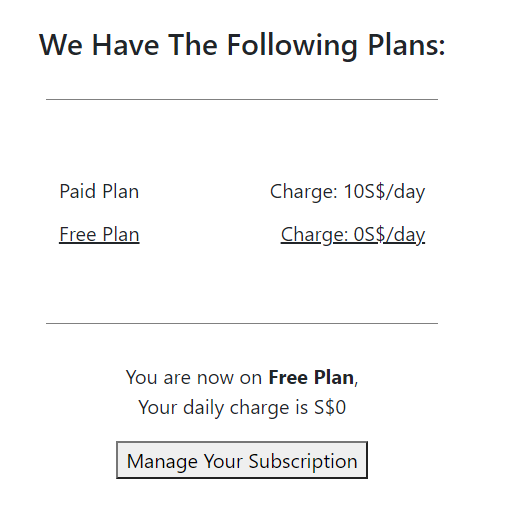 We Have The Following Plans:
Paid Plan Charge: 10S$/day
Free Plan Charge: 0S$/day
You are now on Free Plan,
Your daily charge is S$0
Manage Your Subscription